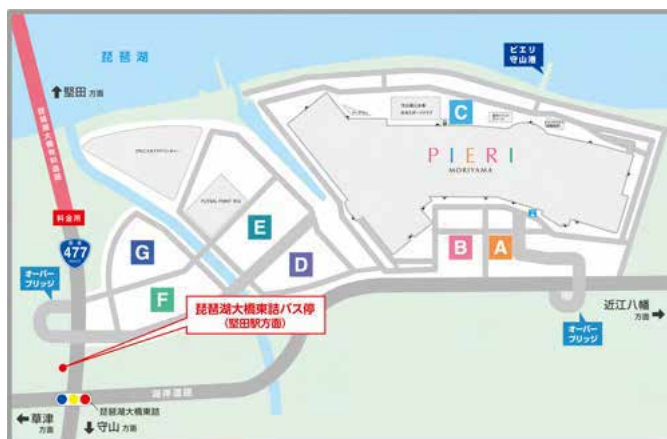 琵琶湖
ピエリ
守山港
↑堅田 方面
琵琶湖大橋有料道路
C
PIERI
MORIYAMA
料金所
国道
477
E
G
D
B
A
F
オーバー
ブリッジ
琵琶湖大橋東詰バス停
(堅田駅方面)
近江八幡
方面→
オーバー
ブリッジ
湖岸道路
琵琶湖大橋東詰
←草津
方面
↓守山 方面